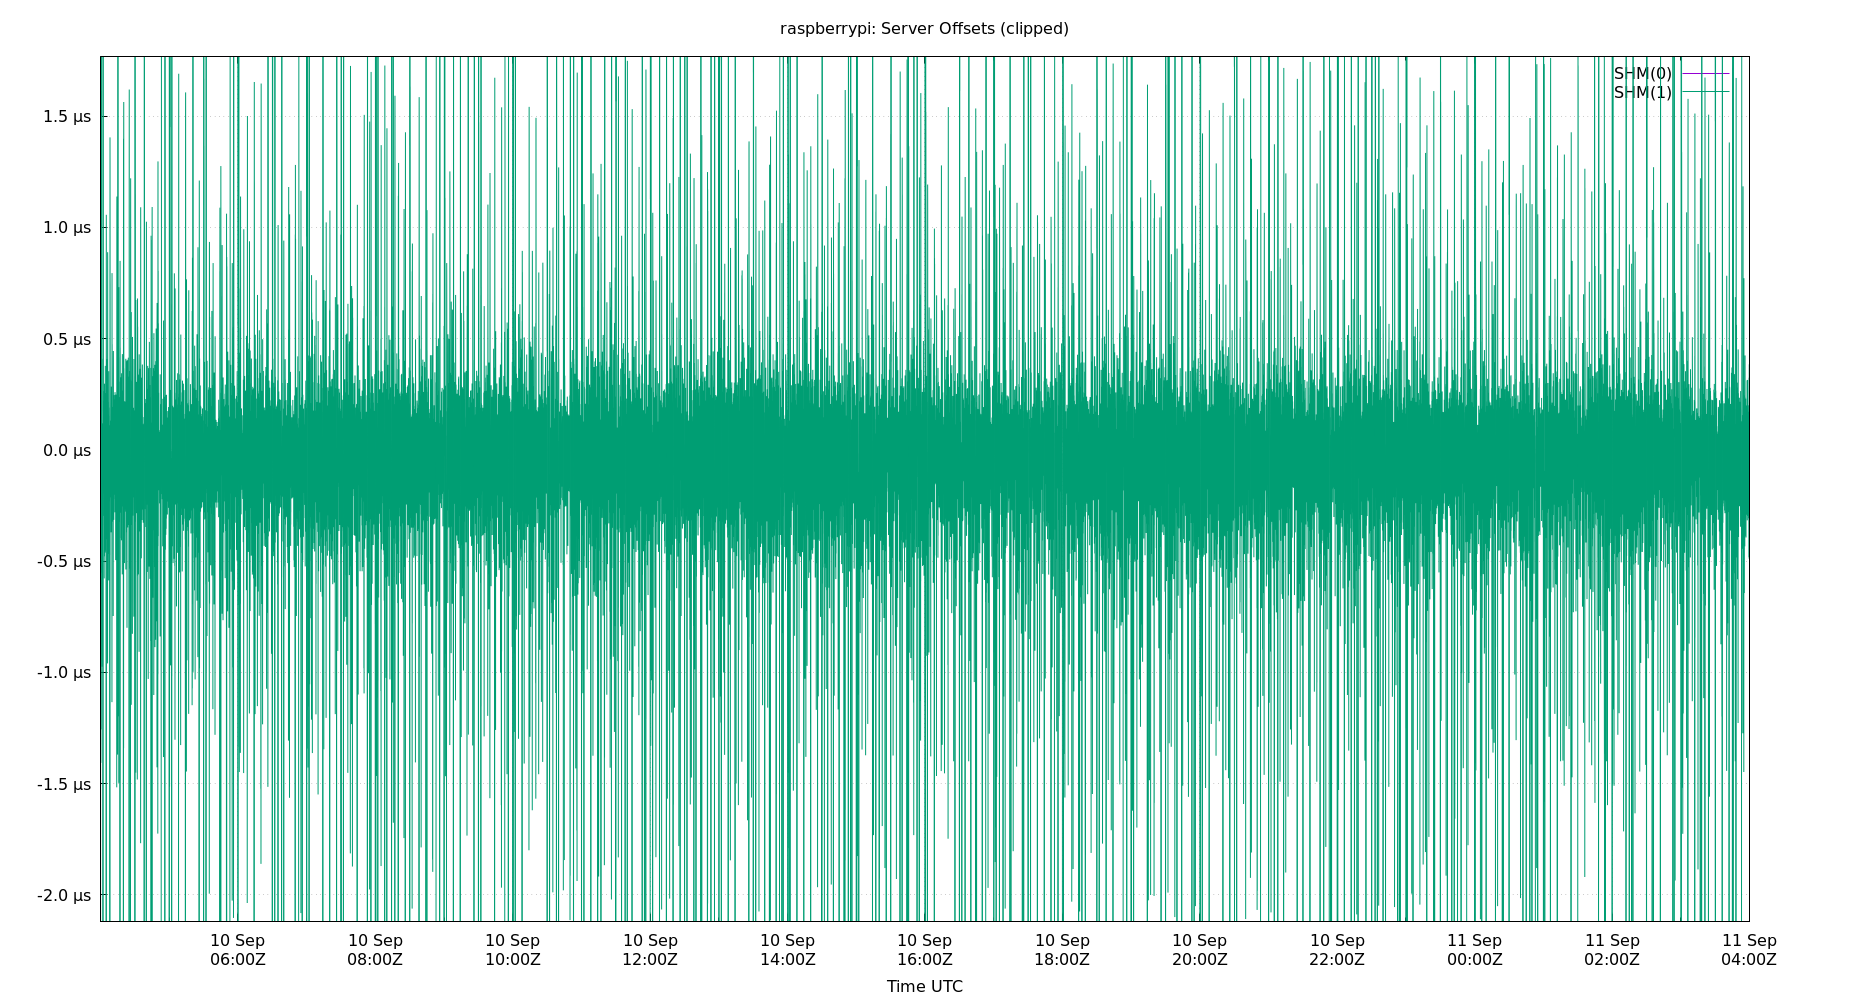 raspberrypi: Server Offsets (clipped)
SHM(0)
SHM(1)
1.5 µs
1.0 µs
0.5 µs
0.0 µs
-0.5 µs
-1.0 µs
-1.5 µs
-2.0 µs
10 Sep 10 Sep 10 Sep 10 Sep 10 Sep 10 Sep 10 Sep 10 Sep 10 Sep 11 Sep 11 Sep 11 Sep
06:00Z 08:00Z 10:00Z 12:00Z 14:00Z 16:00Z 18:00Z 20:00Z 22:00Z 00:00Z 02:00Z 04:00Z
Time UTC